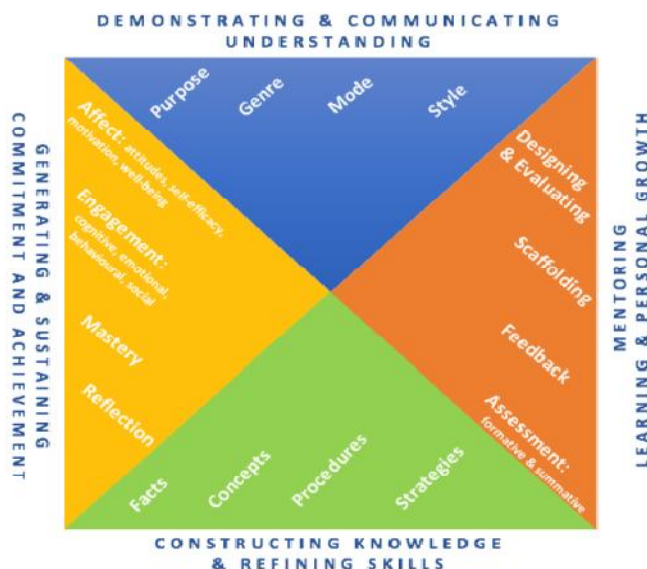 DEMONSTRATING & COMMUNICATING
UNDERSTANDING
Purpose
Genre
Mode
Style
GENERATING & SUSTAINING
COMMITMENT AND ACHIEVEMENT
Affect: attitudes, self-efficacy,
motivation, well-being
Engagement:
cognitive, emotional,
behavioural, social
Mastery
Reflection
Designing
& Evaluating
Scaffolding
Feedback
Assessment:
formative & summative
MENTORING
LEARNING & PERSONAL GROWTH
Facts
Concepts
Procedures
Strategies
CONSTRUCTING KNOWLEDGE
& REFINING SKILLS